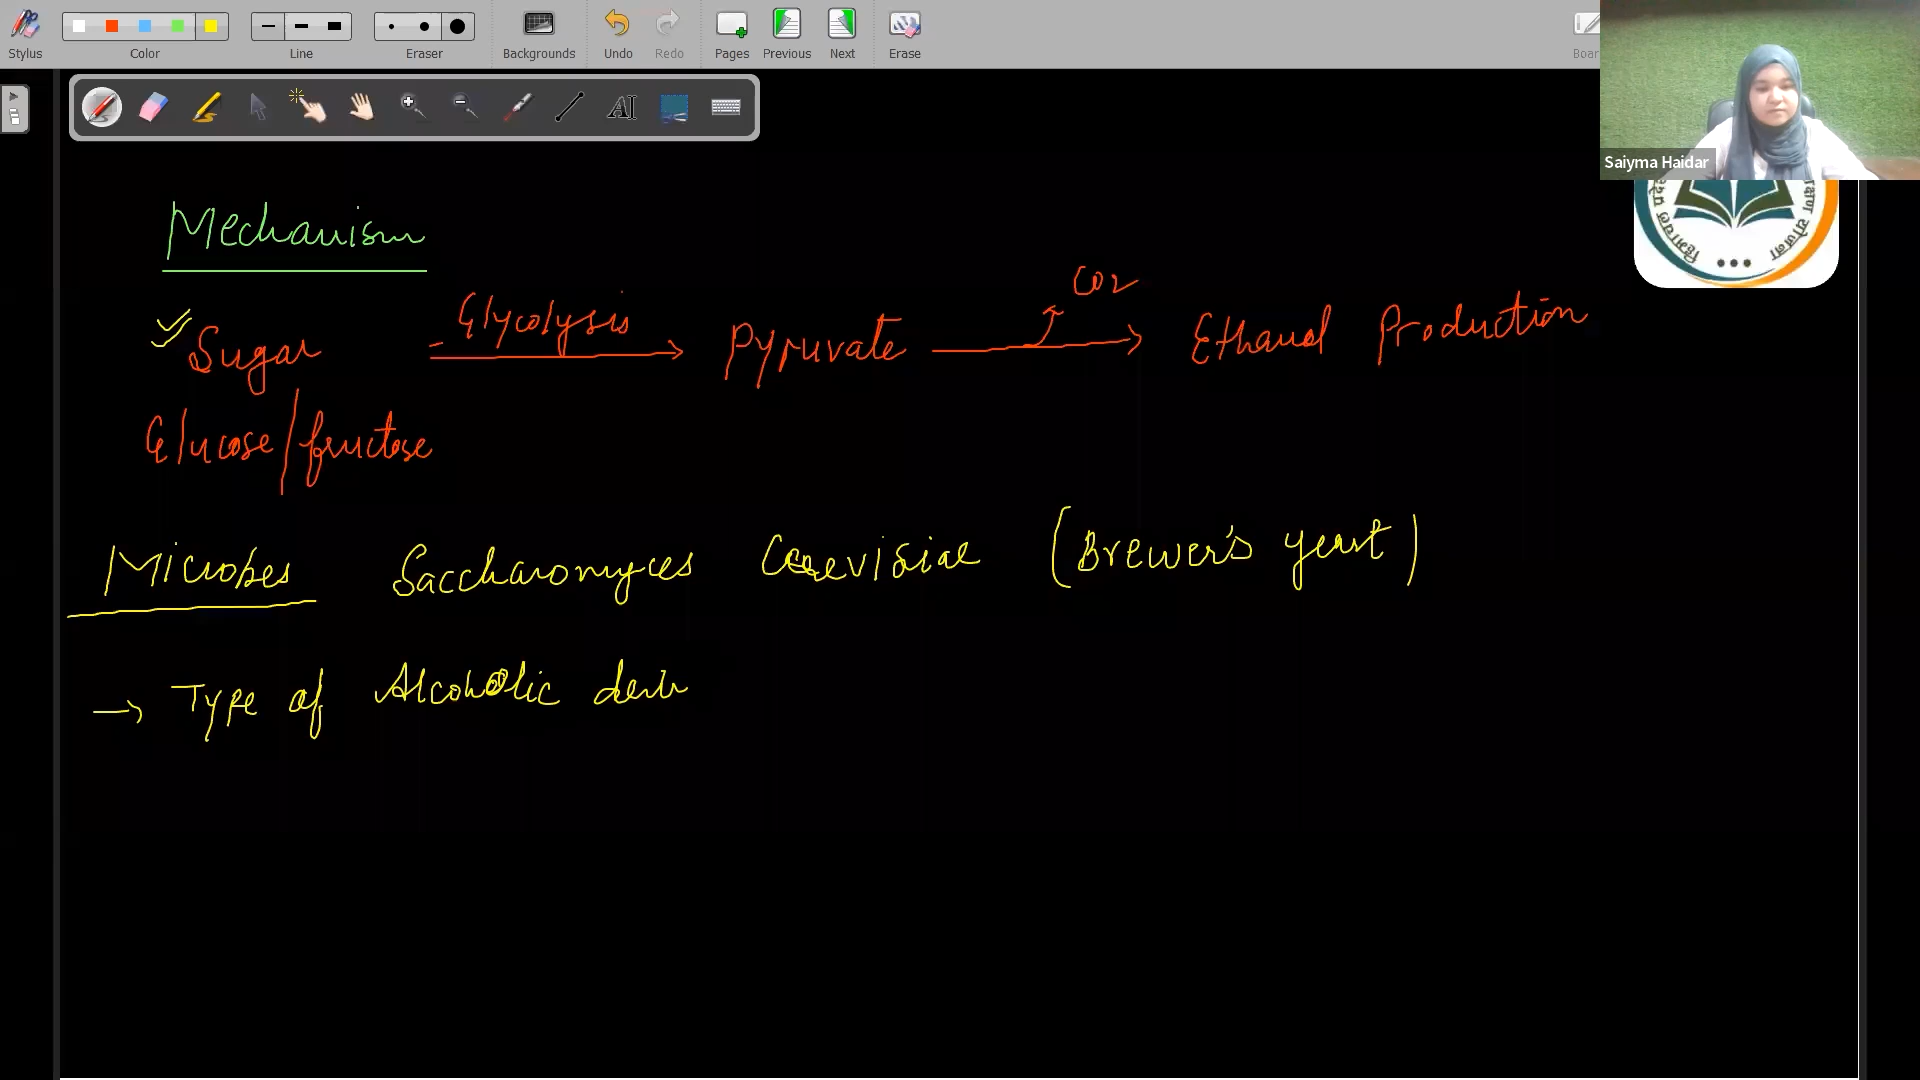 Stylus Color Line Eraser Backgrounds Undo Redo Pages Previous Next Erase Boar
Saiyma Haidar
Mechanism
CO2
Sugar Glycolysis Pyruvate Ethanol Production
Glucose/fructose
Microbes Saccharomyces Cerevisiae (Brewer's yeast)
→ Type of Alcoholic